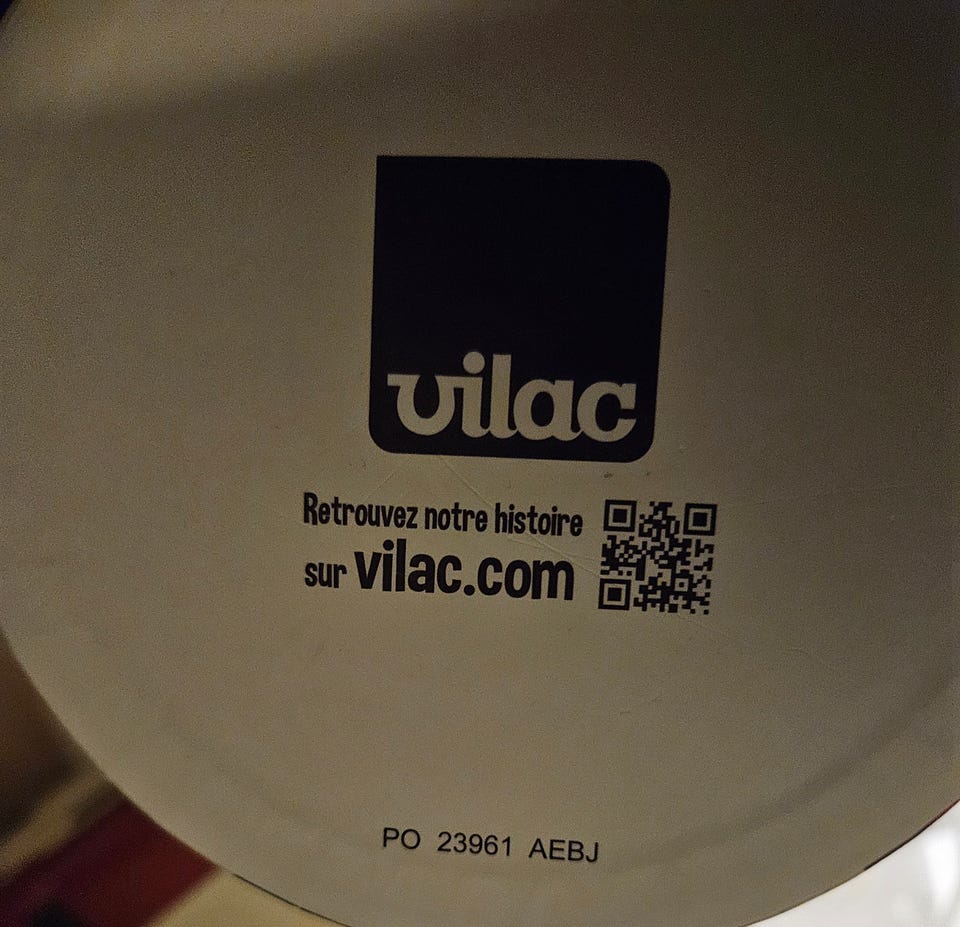 vilac
Retrouvez notre histoire
sur vilac.com
PO 23961 AEBJ